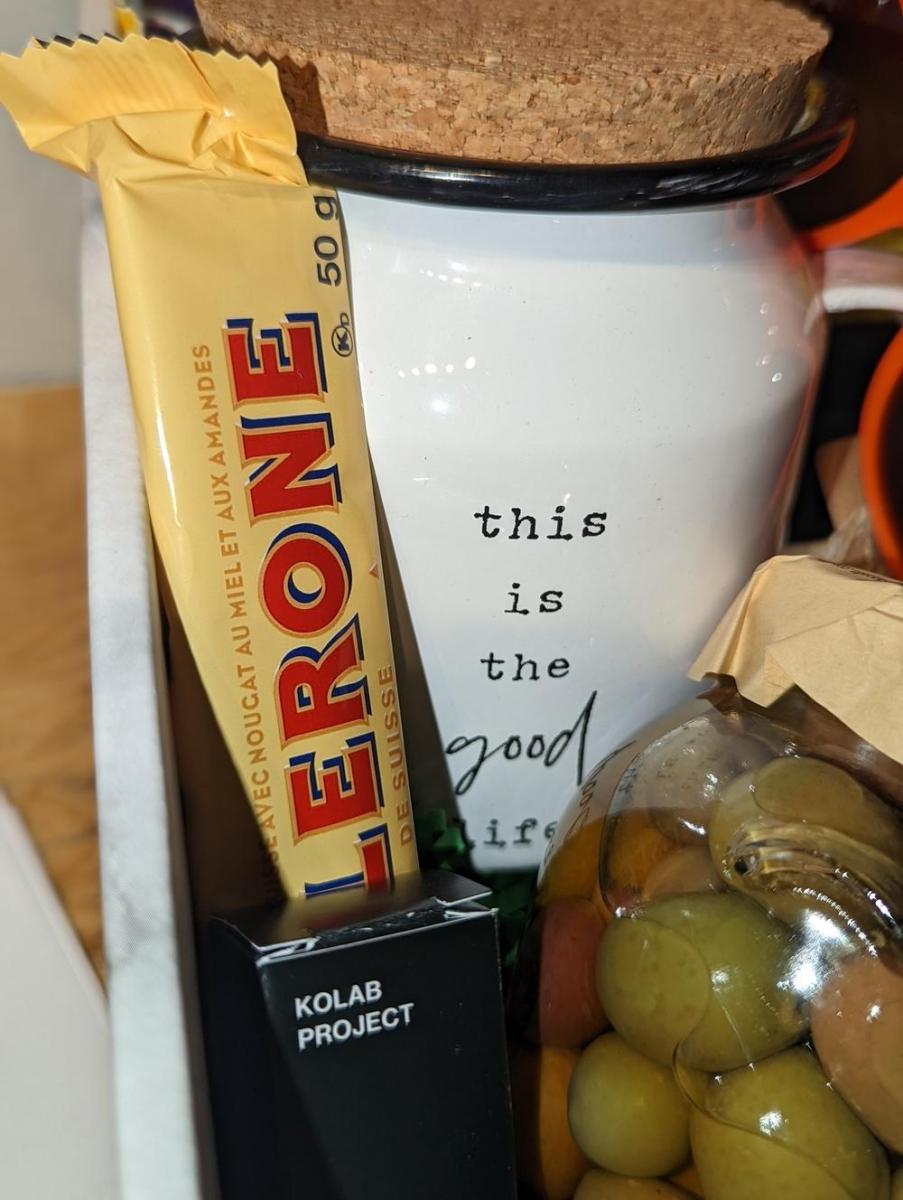 50 g
LERONE
AVEC NOUGAT AU MIEL ET AUX AMANDES
DE SUISSE
this
is
the
good
life
KOLAB
PROJECT